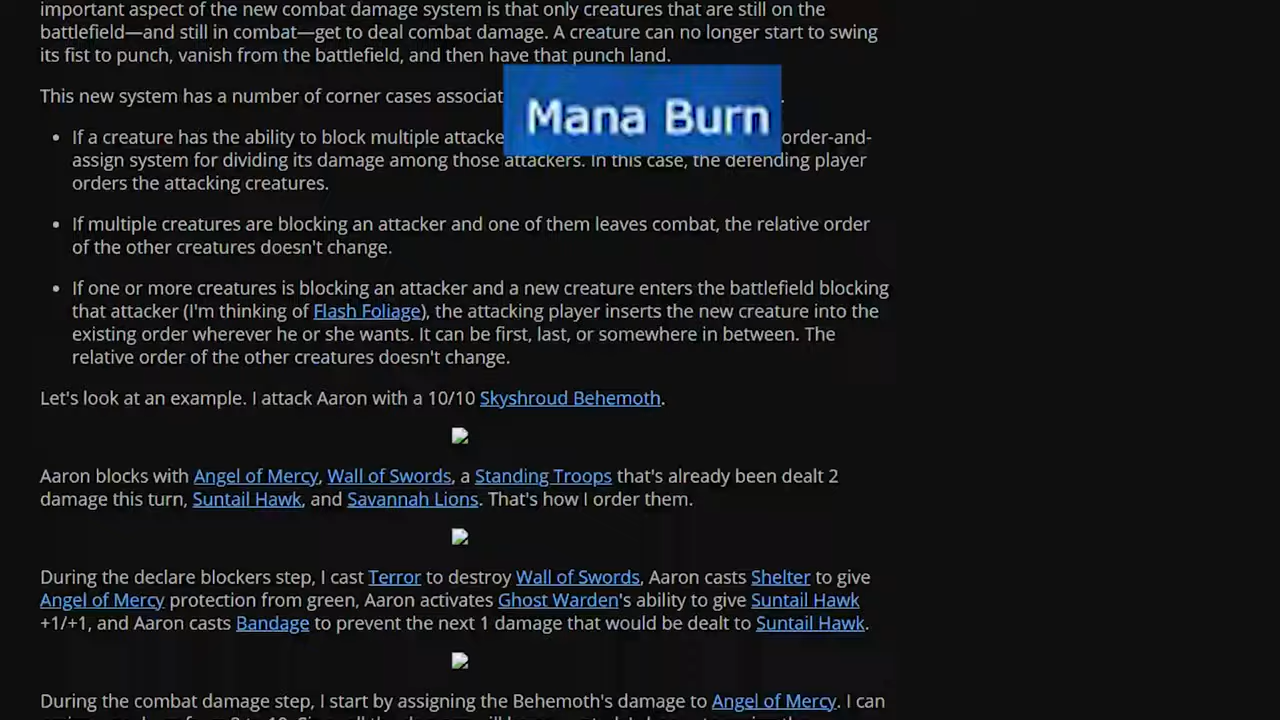 important aspect of the new combat damage system is that only creatures that are still on the
battlefield—and still in combat—get to deal combat damage. A creature can no longer start to swing
its fist to punch, vanish from the battlefield, and then have that punch land.
This new system has a number of corner cases
Mana Burn
If a creature has the ability to block multiple order-and-
assign system for dividing its damage among those attackers. In this case, the defending player
orders the attacking creatures.
If multiple creatures are blocking an attacker and one of them leaves combat, the relative order
of the other creatures doesn't change.
If one or more creatures is blocking an attacker and a new creature enters the battlefield blocking
that attacker (I'm thinking of Flash Foliage), the attacking player inserts the new creature into the
existing order wherever he or she wants. It can be first, last, or somewhere in between. The
relative order of the other creatures doesn't change.
Let's look at an example. I attack Aaron with a 10/10 Skyshroud Behemoth.
Aaron blocks with Angel of Mercy, Wall of Swords, a Standing Troops that's already been dealt 2
damage this turn, Suntail Hawk, and Savannah Lions. That's how I order them.
During the declare blockers step, I cast Terror to destroy Wall of Swords, Aaron casts Shelter to give
Angel of Mercy protection from green, Aaron activates Ghost Warden's ability to give Suntail Hawk
+1/+1, and Aaron casts Bandage to prevent the next 1 damage that would be dealt to Suntail Hawk.
During the combat damage step, I start by assigning the Behemoth's damage to Angel of Mercy. I can